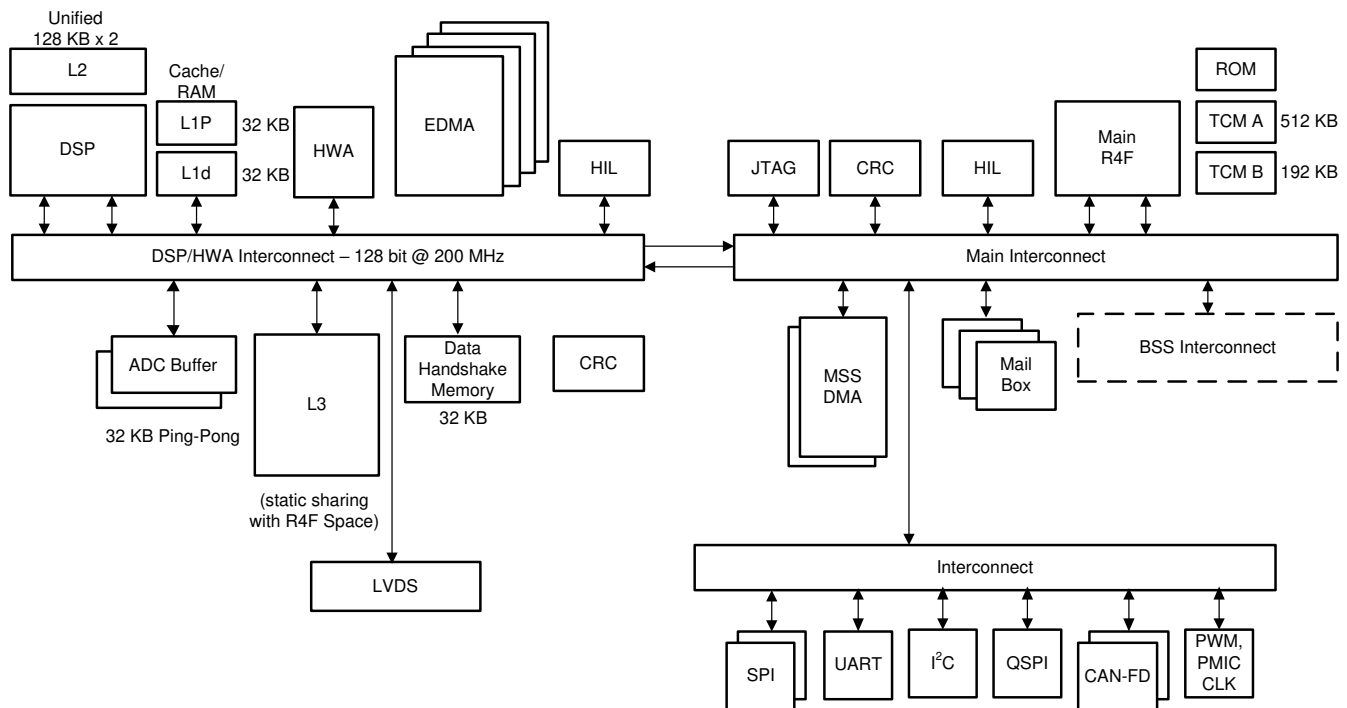 Unified
128 KB x 2
L2
Cache/
RAM
L1P
32 KB
L1d
32 KB
DSP
HWA
EDMA
HIL
JTAG
CRC
HIL
Main
R4F
ROM
TCM A
512 KB
TCM B
192 KB
DSP/HWA Interconnect – 128 bit @ 200 MHz
Main Interconnect
ADC Buffer
32 KB Ping-Pong
L3
(static sharing
with R4F Space)
Data
Handshake
Memory
32 KB
CRC
LVDS
MSS
DMA
Mail
Box
BSS Interconnect
Interconnect
SPI
UART
I²C
QSPI
CAN-FD
PWM,
PMIC
CLK